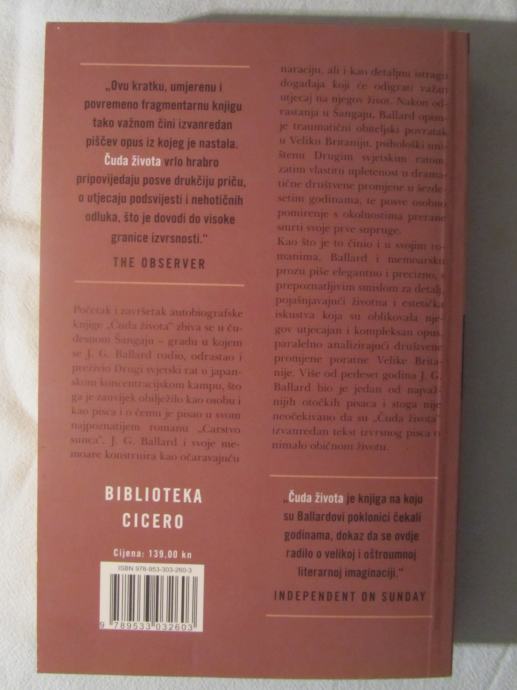 „Ovu kratku, umjerenu i
povremeno fragmentarnu knjigu
tako važnom čini izvanredan
piščev opus iz kojeg je nastala.
Čuda života vrlo hrabro
pripovijedaju posve drukčiju priču,
o utjecaju podsvijesti i nehotičnih
odluka, što je dovodi do visoke
granice izvrsnosti.“
THE OBSERVER
Početak i završetak autobiografske
knjige „Čuda života” zbiva se u ču-
desnom Šangaju – gradu u kojem
se J. G. Ballard rodio, odrastao i
preživio Drugi svjetski rat u japan-
skom koncentracijskom kampu, što
ga je zauvijek obilježilo kao osobu i
kao pisca i o čemu je pisao u svom
najpoznatijem romanu „Carstvo
sunca”. J. G. Ballard i svoje me-
moare konstruira kao očaravajuću
BIBLIOTEKA
CICERO
Cijena: 139,00 kn
ISBN 978-953-303-260-3
9 789533 032603
naraciju, ali i kao detaljnu istragu
događaja koji će odigrati važan
utjecaj na njegov život. Nakon od-
rastanja u Šangaju, Ballard opisu-
je traumatični obiteljski povratak
u Veliku Britaniju, psihološki uni-
štenu Drugim svjetskim ratom,
zatim vlastitu upletenost u drama-
tične društvene promjene u šezde-
setim godinama, te posve osobno
pomirenje s okolnostima prerane
smrti svoje prve supruge.
Kao što je to činio i u svojim ro-
manima, Ballard i memoarsku
prozu piše elegantno i precizno, s
prepoznatljivim smislom za detalj,
pojašnjavajući životna i estetička
iskustva koja su oblikovala nje-
gov utjecajan i kompleksan opus,
paralelno analizirajući društvene
promjene poratne Velike Brita-
nije. Više od pedeset godina J. G.
Ballard bio je jedan od najvaž-
nijih otočkih pisaca i stoga nije
neočekivano da su „Čuda života”
izvanredan tekst izvrsnog pisca o
nimalo običnom životu.
„Čuda života je knjiga na koju
su Ballardovi poklonici čekali
godinama, dokaz da se ovdje
radilo o velikoj i oštroumnoj
literarnoj imaginaciji.“
INDEPENDENT ON SUNDAY